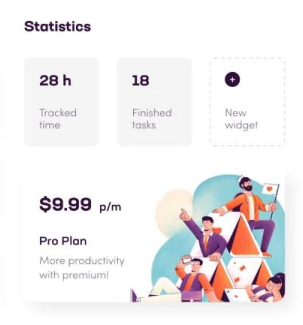 Statistics
28 h
Tracked
time
18
Finished
tasks
New
widget
$9.99 p/m
Pro Plan
More productivity
with premium!